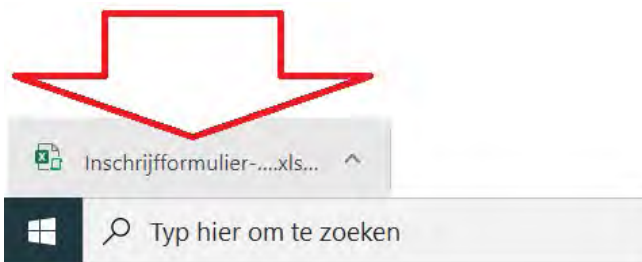 Inschrijfformulier-....xls...
Typ hier om te zoeken